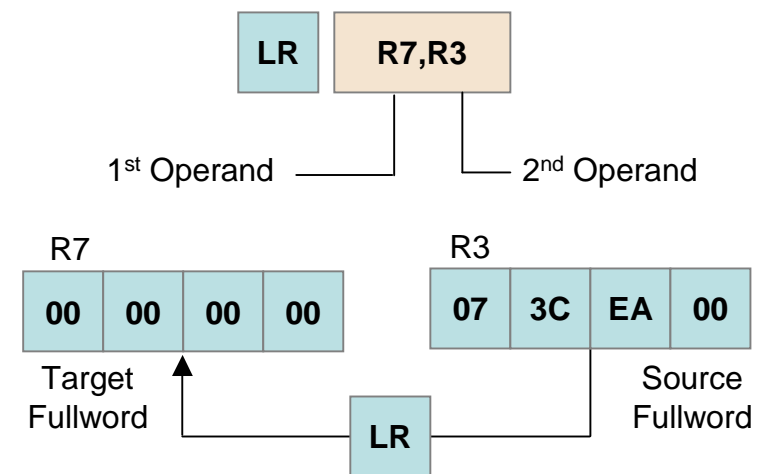 LR R7,R3
1st Operand 2nd Operand
R7
00 00 00 00
Target
Fullword
R3
07 3C EA 00
Source
Fullword
LR